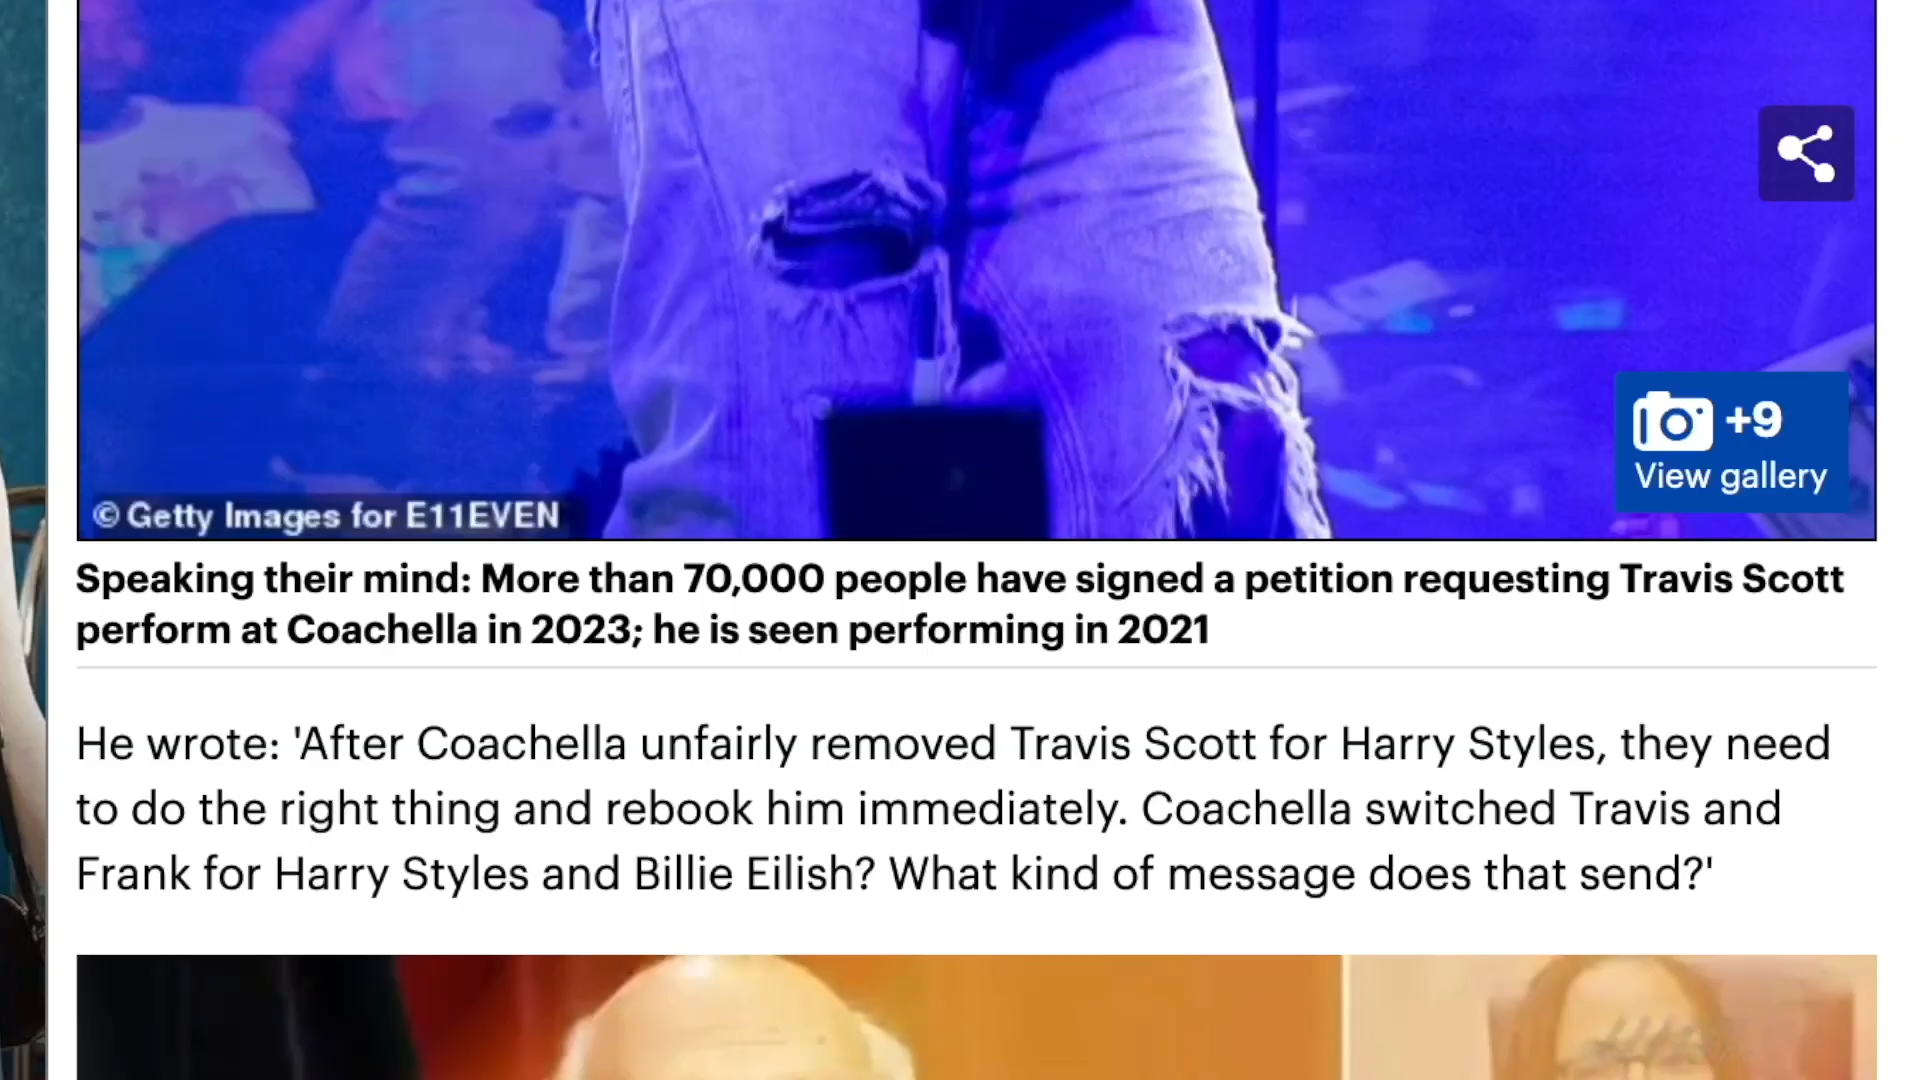 +9
View gallery
© Getty Images for E11EVEN
Speaking their mind: More than 70,000 people have signed a petition requesting Travis Scott
perform at Coachella in 2023; he is seen performing in 2021
He wrote: 'After Coachella unfairly removed Travis Scott for Harry Styles, they need
to do the right thing and rebook him immediately. Coachella switched Travis and
Frank for Harry Styles and Billie Eilish? What kind of message does that send?'